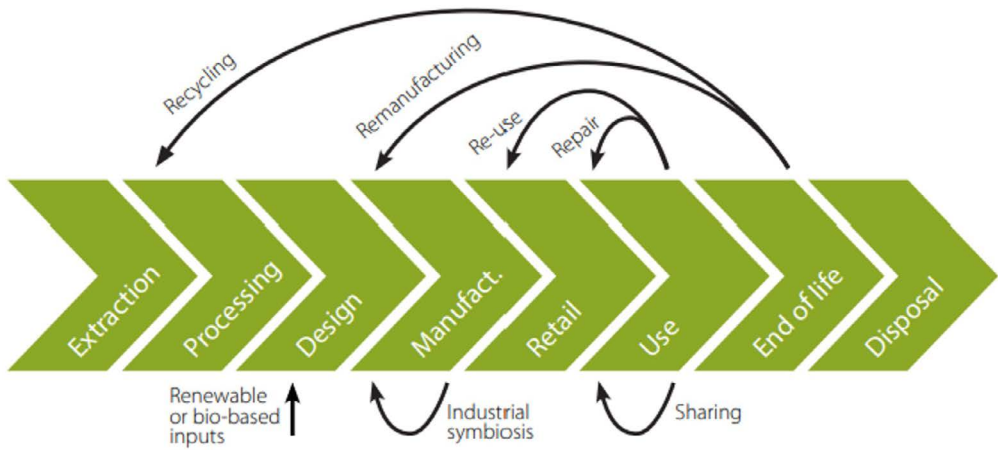 Recycling
Remanufacturing
Re-use
Repair
Extraction
Processing
Design
Manufact.
Retail
Use
End of life
Disposal
Renewable
or bio-based
inputs
Industrial
symbiosis
Sharing